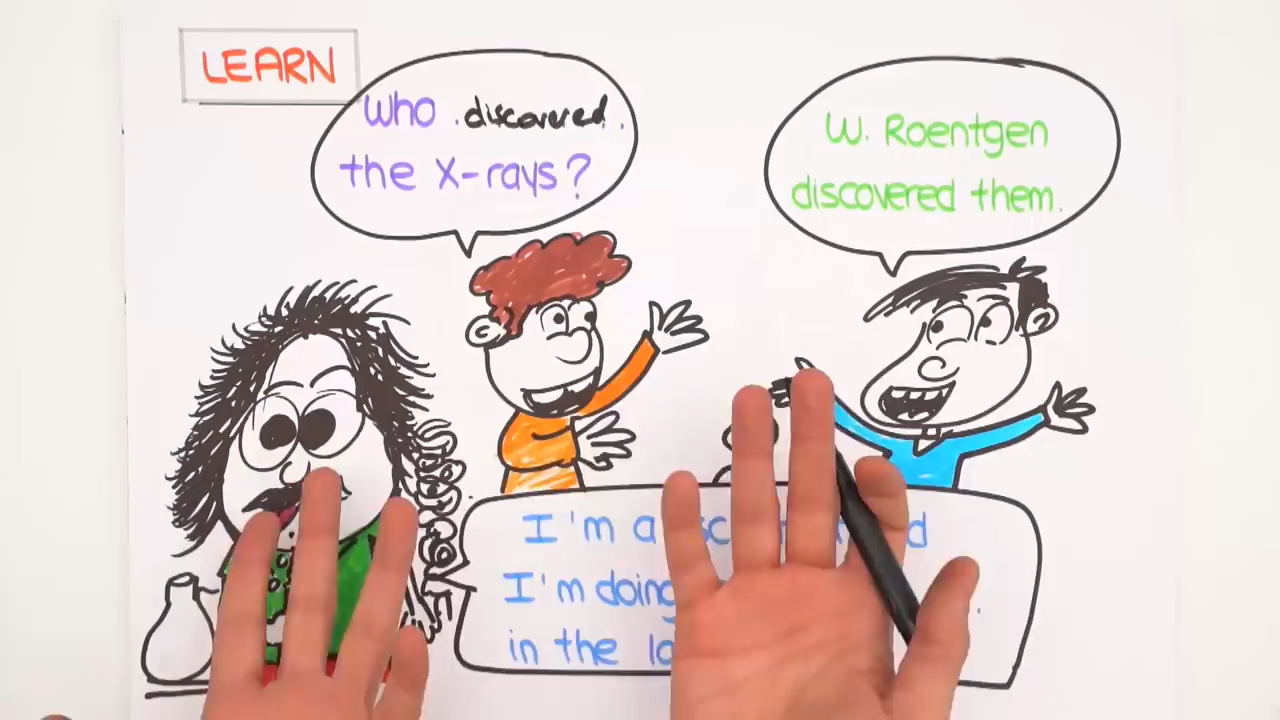 LEARN
Who .discovered.
the X-rays?
W. Roentgen
discovered them.
I'm a
I'm doing
in the